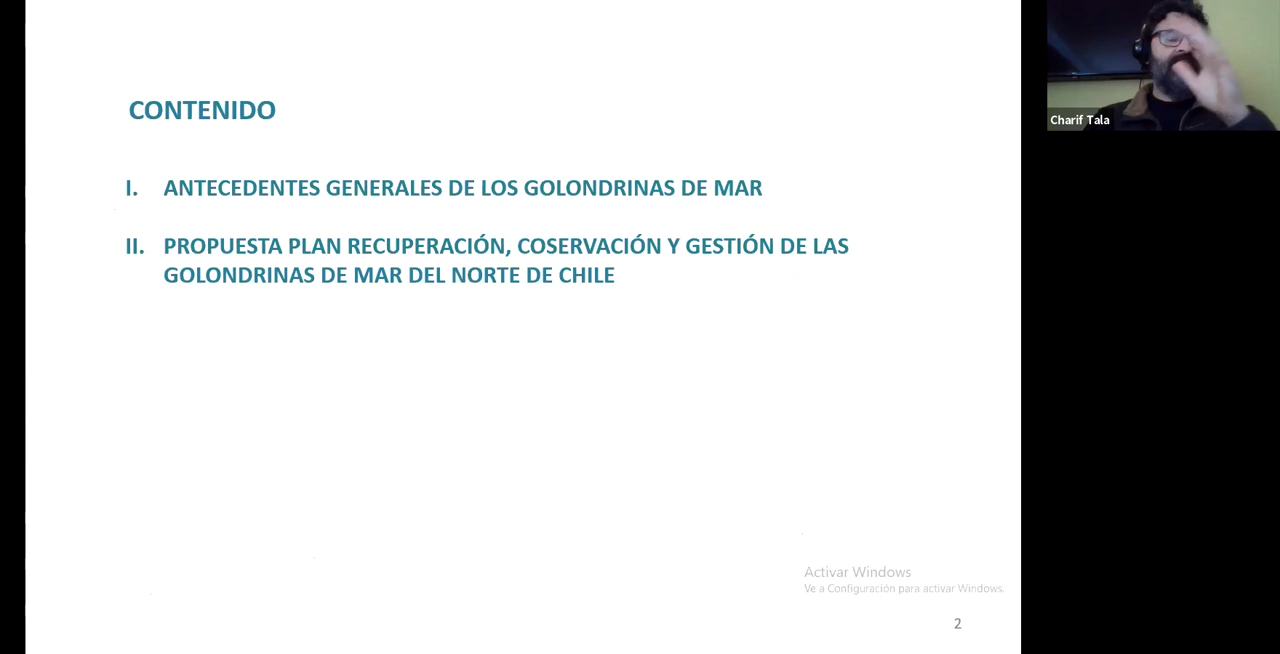 CONTENIDO
I. ANTECEDENTES GENERALES DE LOS GOLONDRINAS DE MAR
II. PROPUESTA PLAN RECUPERACIÓN, COSERVACIÓN Y GESTIÓN DE LAS
GOLONDRINAS DE MAR DEL NORTE DE CHILE
Charif Tala
Activar Windows
Ve a Configuración para activar Windows.
2